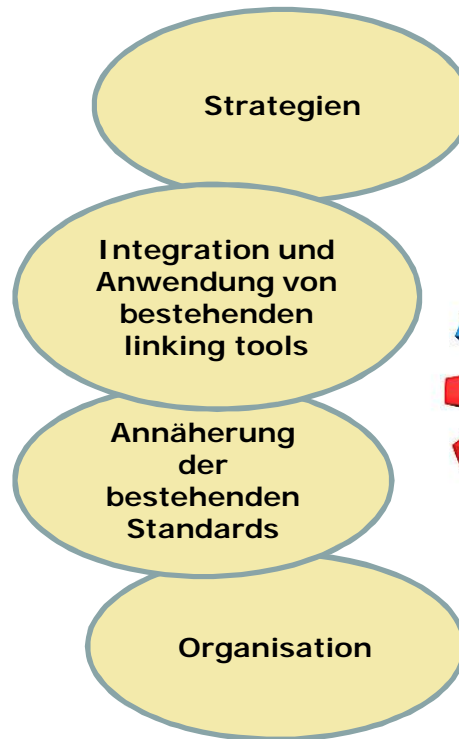 Strategien
Integration und
Anwendung von
bestehenden
linking tools
Annäherung
der
bestehenden
Standards
Organisation